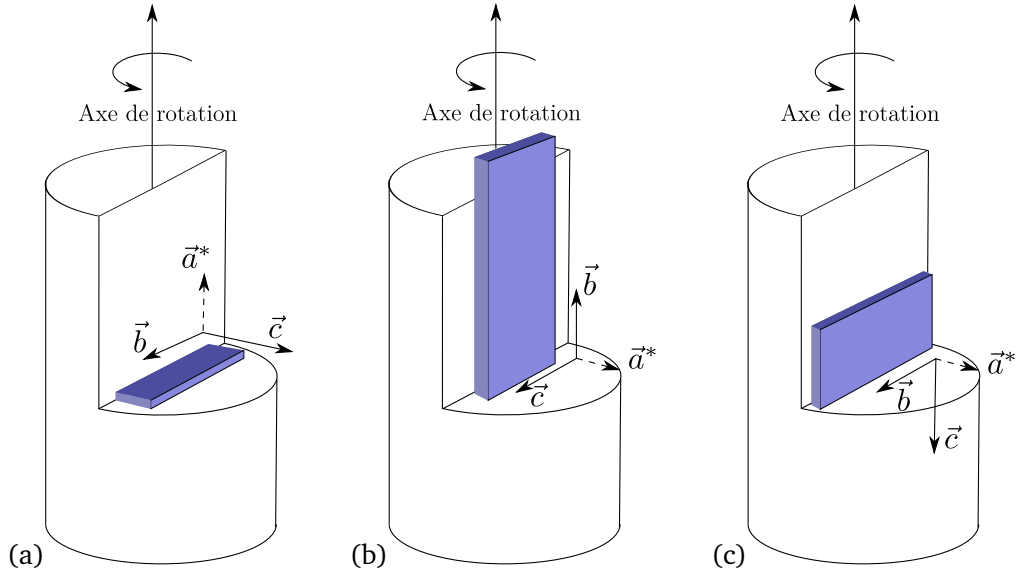 Axe de rotation
Axe de rotation
Axe de rotation
a⃗*
b⃗
c⃗
b⃗
a⃗*
c⃗
a⃗*
b⃗
c⃗
(a)
(b)
(c)